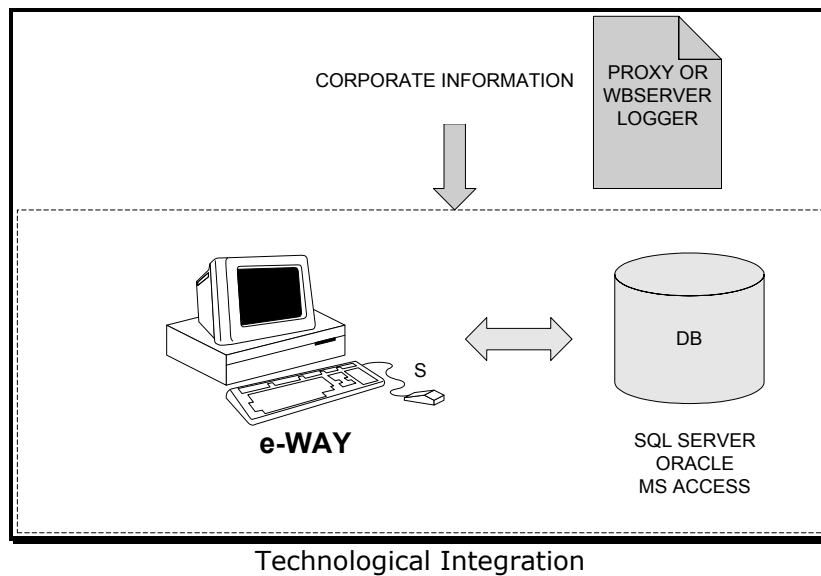 CORPORATE INFORMATION
PROXY OR
WBSERVER
LOGGER
S
DB
e-WAY
SQL SERVER
ORACLE
MS ACCESS
Technological Integration